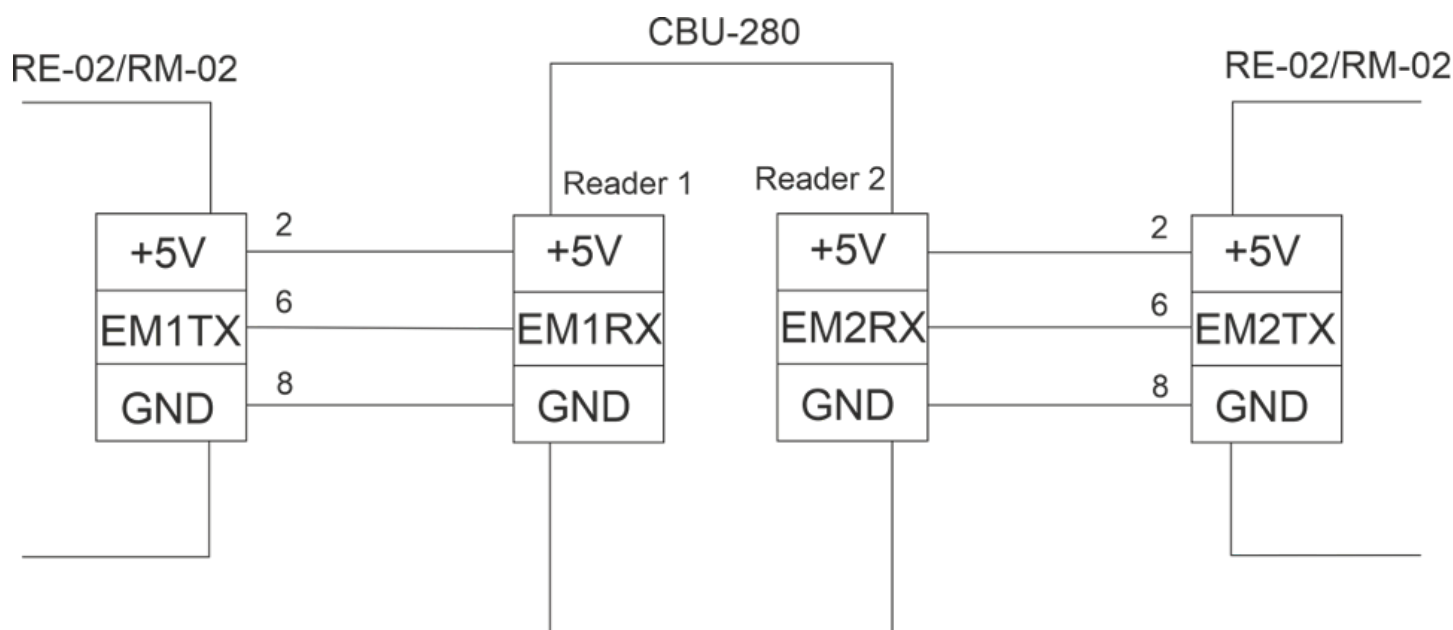 CBU-280
RE-02/RM-02
RE-02/RM-02
Reader 1
Reader 2
+5V
2
+5V
+5V
2
+5V
EM1TX
6
EM1RX
EM2RX
6
EM2TX
GND
8
GND
GND
8
GND